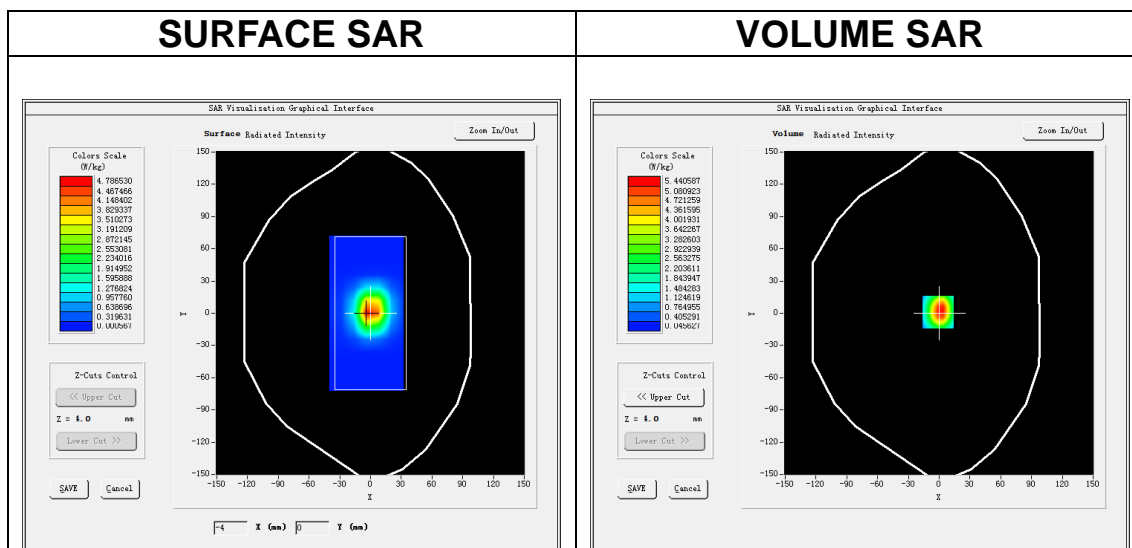 SURFACE SAR
VOLUME SAR
SAR Visualisation Graphical Interface
Surface Radiated Intensity
Zoom In/Out
Colors Scale
(W/kg)
4.786530
4.467466
4.148402
3.829337
3.510273
3.191209
2.872145
2.553081
2.234016
1.914952
1.595888
1.276824
0.957760
0.638696
0.319631
0.000567
150
120
90
60
30
0
-30
-60
-90
-120
-150
Y
-150 -120 -90 -60 -30 0 30 60 90 120 150
X
Z-Cuts Control
<< Upper Cut
Z = 4.0 mm
Lower Cut >>
SAVE Cancel
-4 X (mm) 0 Y (mm)
SAR Visualisation Graphical Interface
Volume Radiated Intensity
Zoom In/Out
Colors Scale
(W/kg)
5.440587
5.080923
4.721259
4.361595
4.001931
3.642267
3.282603
2.922939
2.563275
2.203611
1.843947
1.484283
1.124619
0.764955
0.405291
0.045627
150
120
90
60
30
0
-30
-60
-90
-120
-150
Y
-150 -120 -90 -60 -30 0 30 60 90 120 150
X
Z-Cuts Control
<< Upper Cut
Z = 4.0 mm
Lower Cut >>
SAVE Cancel